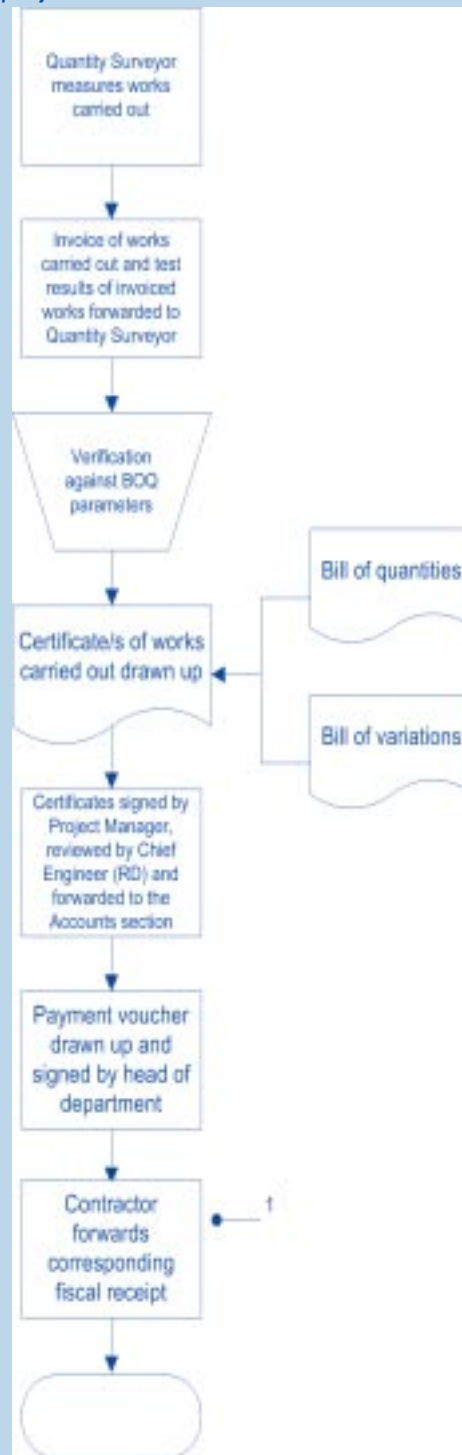 Quantity Surveyor
measures works
carried out
Invoice of works
carried out and test
results of invoiced
works forwarded to
Quantity Surveyor
Verification
against BOQ
parameters
Bill of quantities
Certificate/s of works
carried out drawn up
Bill of variations
Certificates signed by
Project Manager,
reviewed by Chief
Engineer (RD) and
forwarded to the
Accounts section
Payment voucher
drawn up and
signed by head of
department
Contractor
forwards
corresponding
fiscal receipt
1